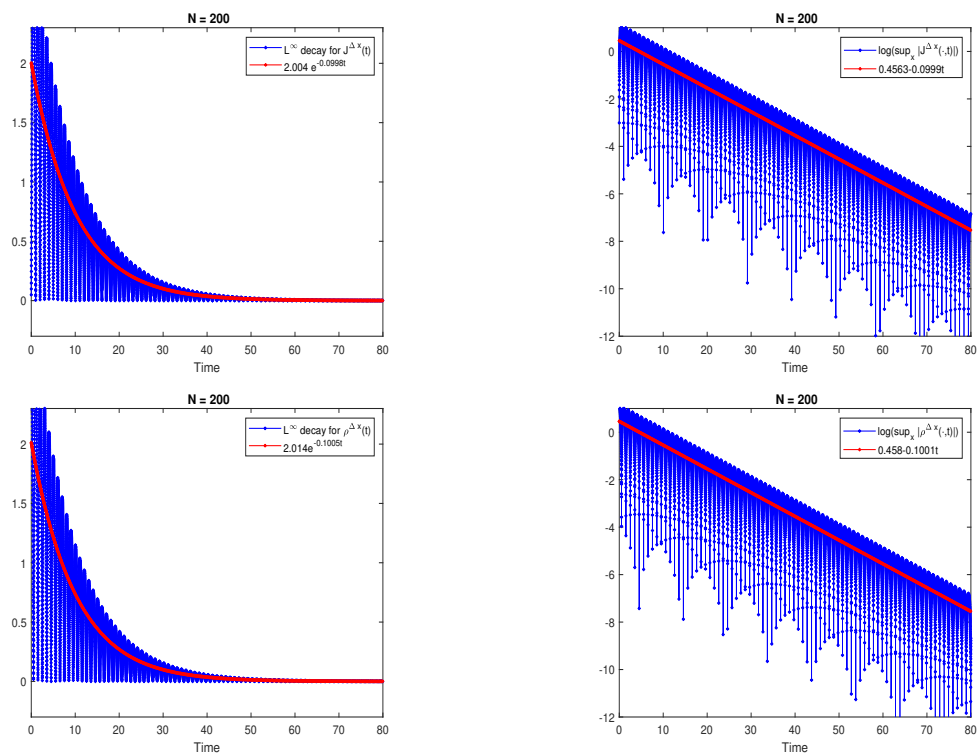 N = 200
L^∞ decay for J^{Δ x}(t)
2.004 e^{-0.0998t}
2
1.5
1
0.5
0
0 10 20 30 40 50 60 70 80
Time
N = 200
log(sup_x |J^{Δ x}(·,t)|)
0.4563-0.0999t
0
-2
-4
-6
-8
-10
-12
0 10 20 30 40 50 60 70 80
Time
N = 200
L^∞ decay for ρ^{Δ x}(t)
2.014e^{-0.1005t}
2
1.5
1
0.5
0
0 10 20 30 40 50 60 70 80
Time
N = 200
log(sup_x |ρ^{Δ x}(·,t)|)
0.458-0.1001t
0
-2
-4
-6
-8
-10
-12
0 10 20 30 40 50 60 70 80
Time